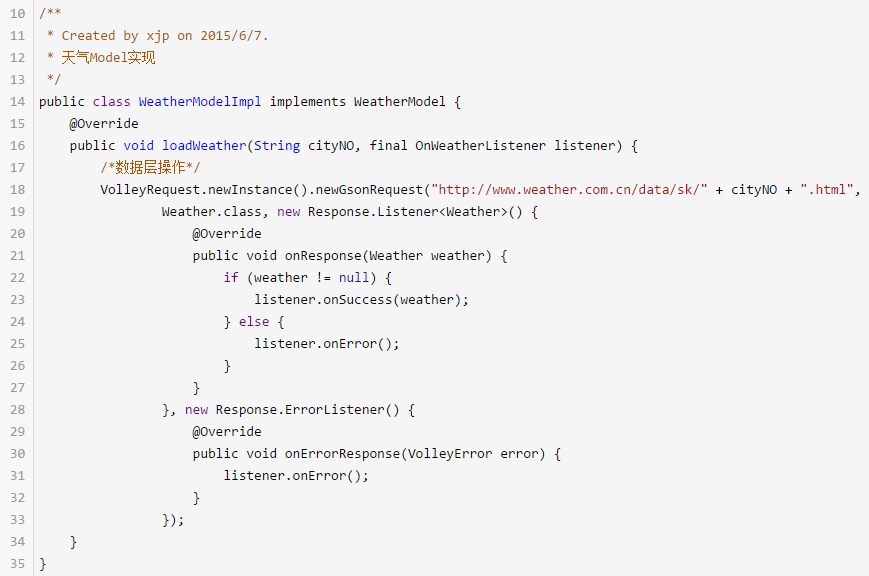 10 /**
11  * Created by xjp on 2015/6/7.
12  * 天气Model实现
13  */
14 public class WeatherModelImpl implements WeatherModel {
15     @Override
16     public void loadWeather(String cityNO, final OnWeatherListener listener) {
17         /*数据层操作*/
18         VolleyRequest.newInstance().newGsonRequest("http://www.weather.com.cn/data/sk/" + cityNO + ".html",
19                 Weather.class, new Response.Listener<Weather>() {
20                     @Override
21                     public void onResponse(Weather weather) {
22                         if (weather != null) {
23                             listener.onSuccess(weather);
24                         } else {
25                             listener.onError();
26                         }
27                     }
28                 }, new Response.ErrorListener() {
29                     @Override
30                     public void onErrorResponse(VolleyError error) {
31                         listener.onError();
32                     }
33                 });
34     }
35 }